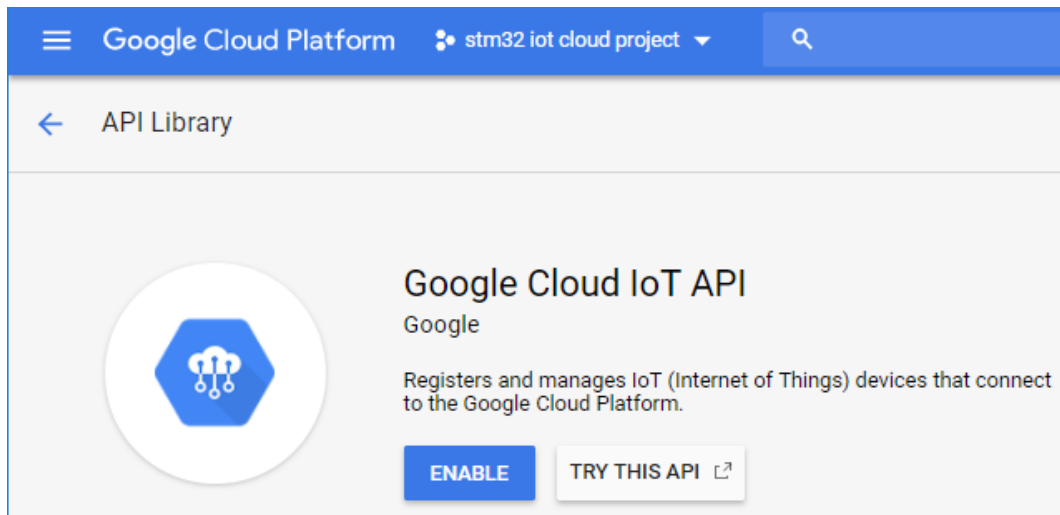 Google Cloud Platform
stm32 iot cloud project
API Library
Google Cloud IoT API
Google
Registers and manages IoT (Internet of Things) devices that connect
to the Google Cloud Platform.
ENABLE
TRY THIS API